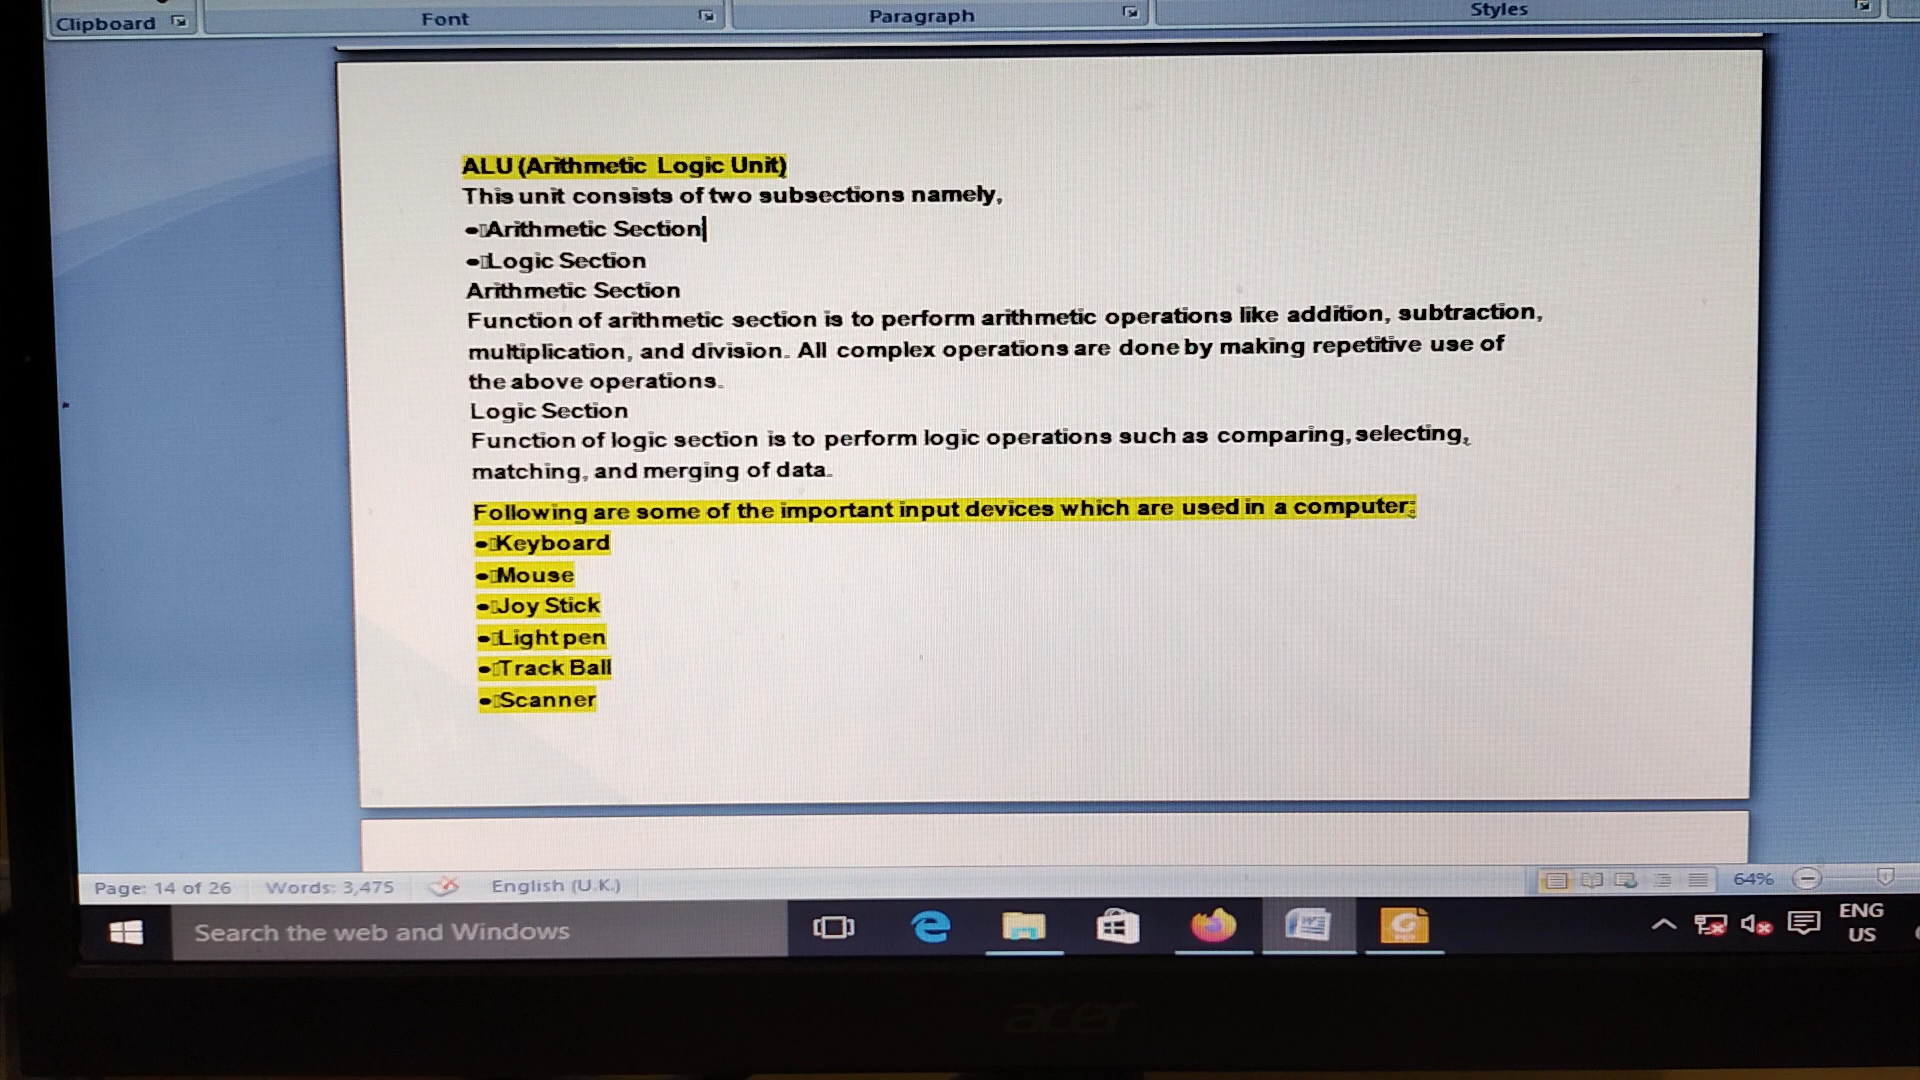 Clipboard Font Paragraph Styles
ALU (Arithmetic Logic Unit)
This unit consists of two subsections namely,
• Arithmetic Section
• Logic Section
Arithmetic Section
Function of arithmetic section is to perform arithmetic operations like addition, subtraction,
multiplication, and division. All complex operations are done by making repetitive use of
the above operations.
Logic Section
Function of logic section is to perform logic operations such as comparing, selecting,
matching, and merging of data.
Following are some of the important input devices which are used in a computer:
• Keyboard
• Mouse
• Joy Stick
• Light pen
• Track Ball
• Scanner
Page: 14 of 26 Words: 3,475 English (U.K.) 64%
Search the web and Windows ENG
US
acer